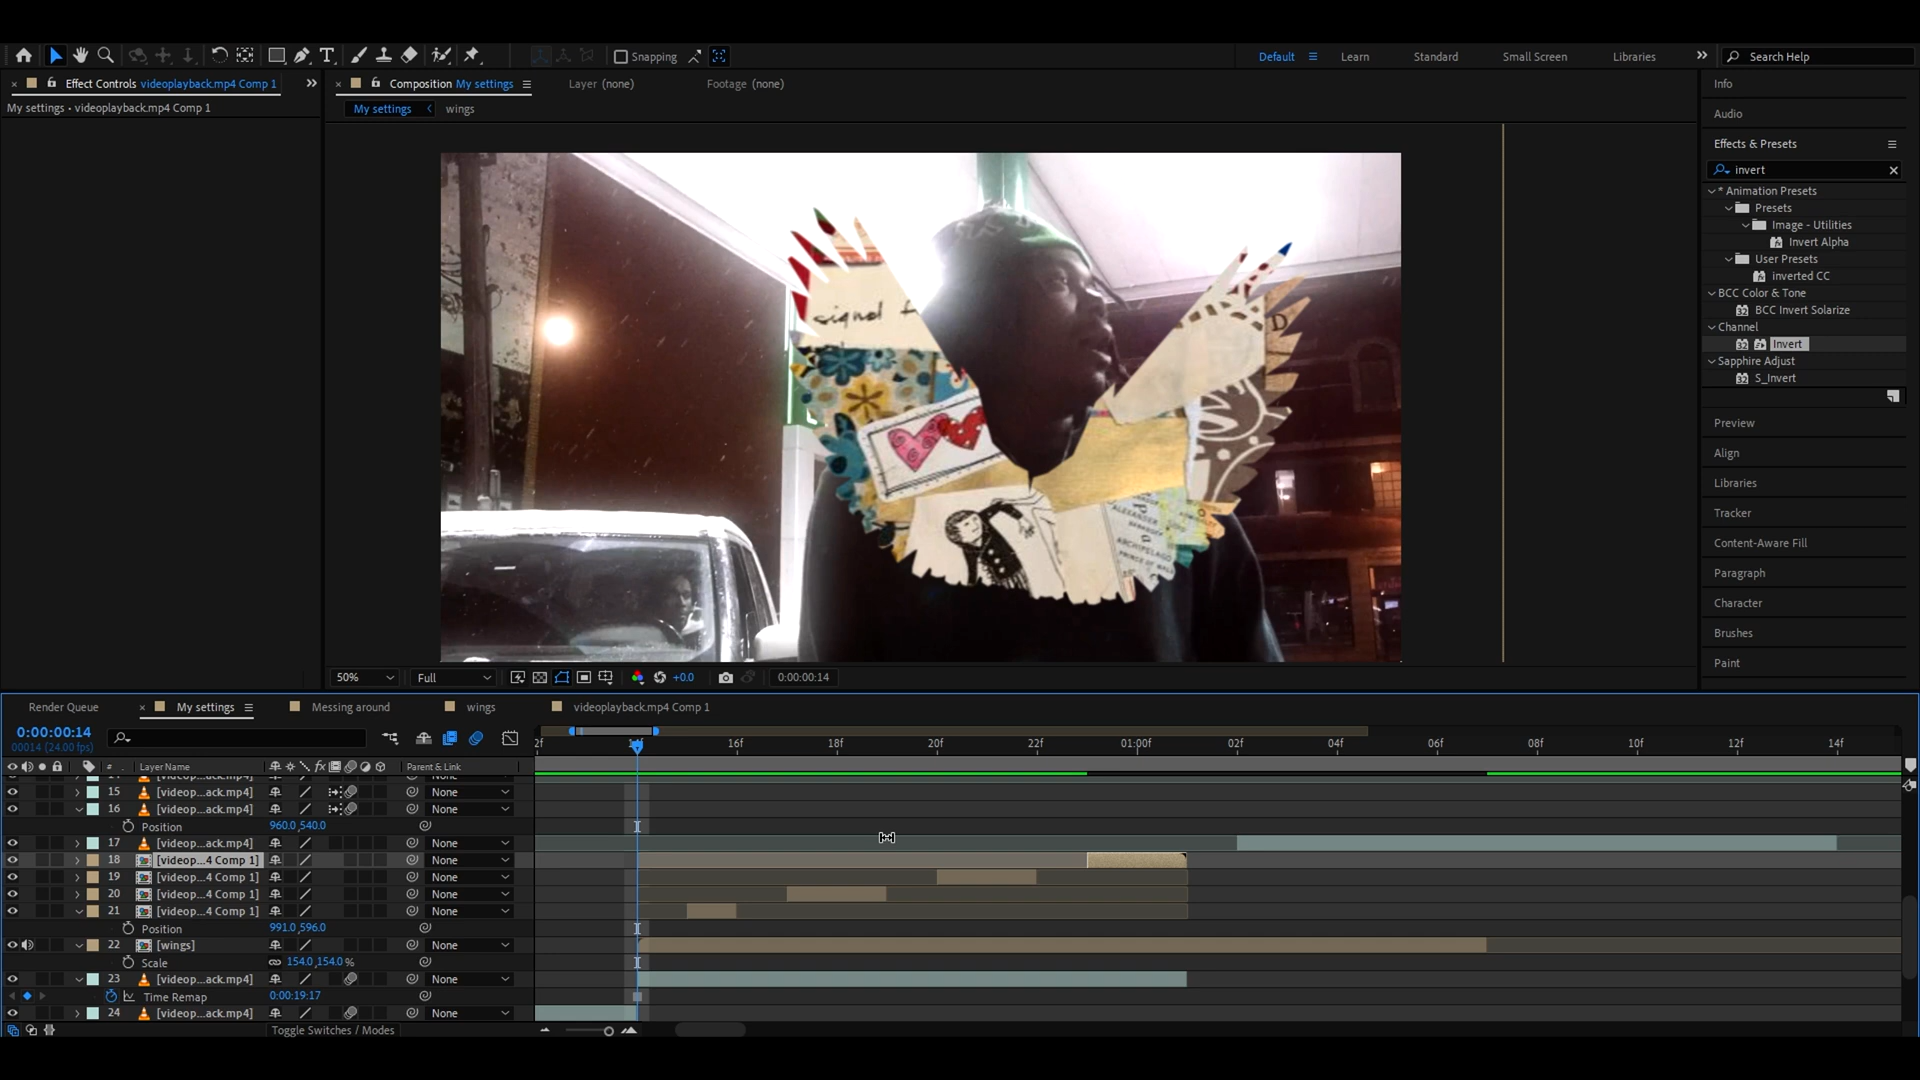 Snapping
Default
Learn
Standard
Small Screen
Libraries
Search Help
Effect Controls videoplayback.mp4 Comp 1
Composition My settings
Layer (none)
Footage (none)
Info
My settings • videoplayback.mp4 Comp 1
My settings
wings
Audio
Effects & Presets
invert
* Animation Presets
Presets
Image - Utilities
Invert Alpha
User Presets
inverted CC
BCC Color & Tone
BCC Invert Solarize
Channel
Invert
Sapphire Adjust
S_Invert
Preview
Align
Libraries
Tracker
Content-Aware Fill
Paragraph
Character
Brushes
Paint
signal
D
ALEXANDER
ARCHIPELAGO
50%
Full
+0.0
0:00:00:14
Render Queue
My settings
Messing around
wings
videoplayback.mp4 Comp 1
0:00:00:14
00014 (24.00 fps)
2f
16f
18f
20f
22f
01:00f
02f
04f
06f
08f
10f
12f
14f
#
Layer Name
fx
Parent & Link
15 [videop...ack.mp4] None
16 [videop...ack.mp4] None
Position 960.0,540.0
17 [videop...ack.mp4] None
18 [videop...4 Comp 1] None
19 [videop...4 Comp 1] None
20 [videop...4 Comp 1] None
21 [videop...4 Comp 1] None
Position 991.0,596.0
22 [wings] None
Scale 154.0,154.0%
23 [videop...ack.mp4] None
Time Remap 0:00:19:17
24 [videop...ack.mp4] None
Toggle Switches / Modes